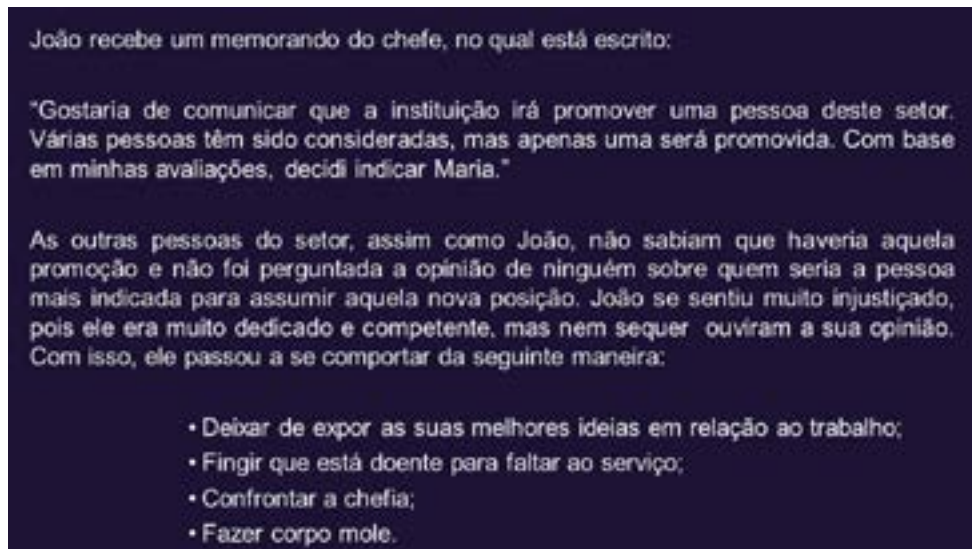 João recebe um memorando do chefe, no qual está escrito:
"Gostaria de comunicar que a instituição irá promover uma pessoa deste setor.
Várias pessoas têm sido consideradas, mas apenas uma será promovida. Com base
em minhas avaliações, decidi indicar Maria."
As outras pessoas do setor, assim como João, não sabiam que haveria aquela
promoção e não foi perguntada a opinião de ninguém sobre quem seria a pessoa
mais indicada para assumir aquela nova posição. João se sentiu muito injustiçado,
pois ele era muito dedicado e competente, mas nem sequer ouviram a sua opinião.
Com isso, ele passou a se comportar da seguinte maneira:
• Deixar de expor as suas melhores ideias em relação ao trabalho;
• Fingir que está doente para faltar ao serviço;
• Confrontar a chefia;
• Fazer corpo mole.